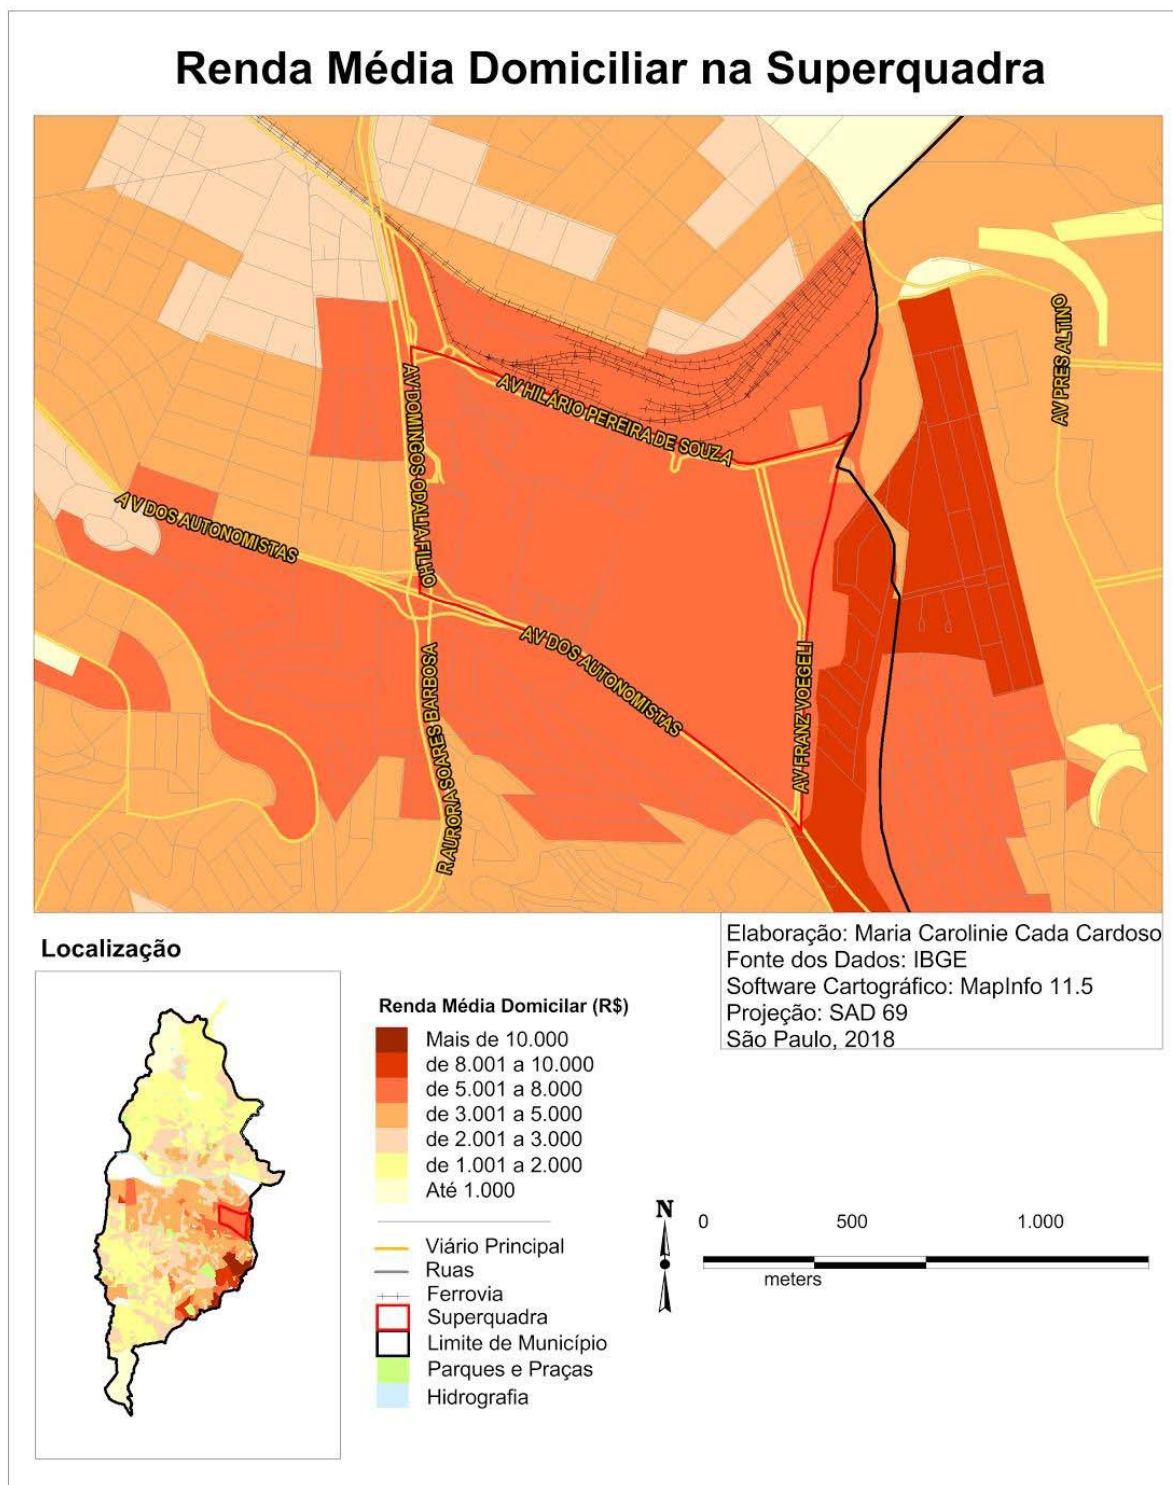 Renda Média Domiciliar na Superquadra
AV PRES ALTINO
AV HILÁRIO PEREIRA DE SOUZA
AV DOMINGOS ODALIA FILHO
AV DOS AUTONOMISTAS
AV DOS AUTONOMISTAS
AV FRANZ VOEGELI
R AURORA SOARES BARBOSA
Localização
Elaboração: Maria Carolinie Cada Cardoso
Fonte dos Dados: IBGE
Software Cartográfico: MapInfo 11.5
Projeção: SAD 69
São Paulo, 2018
Renda Média Domicilar (R$)
Mais de 10.000
de 8.001 a 10.000
de 5.001 a 8.000
de 3.001 a 5.000
de 2.001 a 3.000
de 1.001 a 2.000
Até 1.000
Viário Principal
Ruas
Ferrovia
Superquadra
Limite de Município
Parques e Praças
Hidrografia
N
0 500 1.000
meters